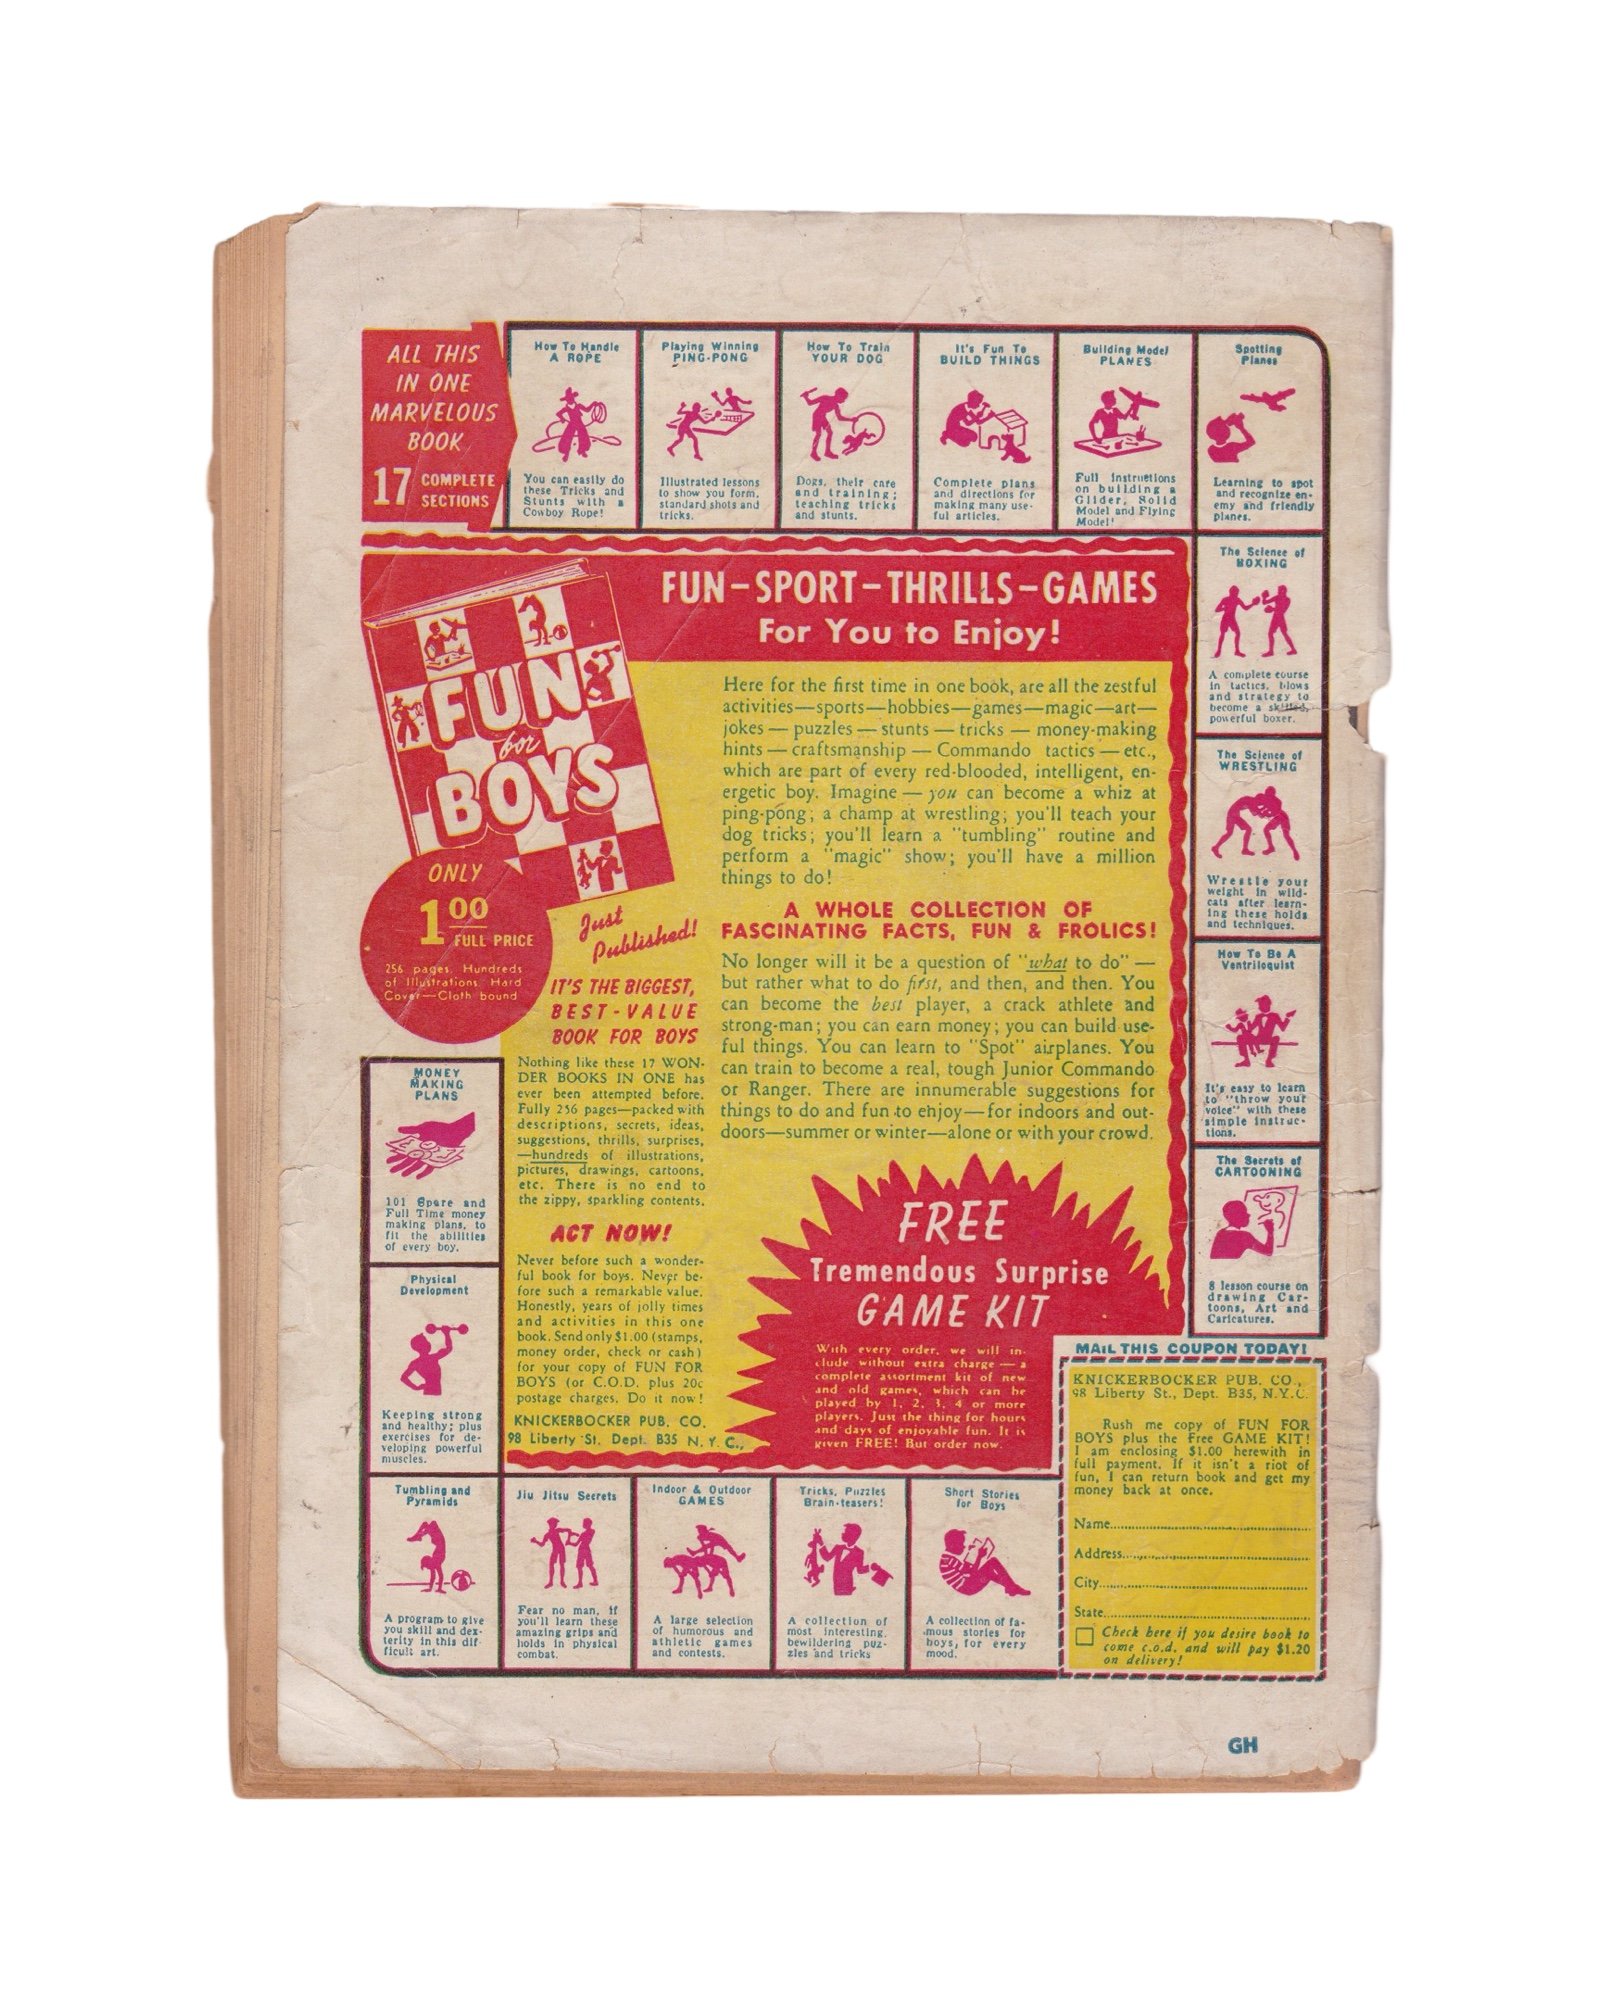 ALL THIS
IN ONE
MARVELOUS
BOOK
17 COMPLETE
SECTIONS
How To Handle
A ROPE
You can easily do
these Tricks and
Stunts with a
Cowboy Rope!
Playing Winning
PING-PONG
Illustrated lessons
to show you form,
standard shots and
tricks.
How To Train
YOUR DOG
Dogs, their care
and training;
teaching tricks
and stunts.
It's Fun To
BUILD THINGS
Complete plans
and directions for
making many use-
ful articles.
Building Model
PLANES
Full instructions
on building a
Glider, Solid
Model and Flying
Model!
Spotting
Planes
Learning to spot
and recognize en-
emy and friendly
planes.
The Science of
BOXING
A complete course
in tactics, blows
and strategy to
become a skilled,
powerful boxer.
The Science of
WRESTLING
Wrestle your
weight in wild-
cats after learn-
ing these holds
and techniques.
How To Be A
Ventriloquist
It's easy to learn
to "throw your
voice" with these
simple instruc-
tions.
The Secrets of
CARTOONING
8 lesson course on
drawing Car-
toons, Art and
Caricatures.
FUN-SPORT-THRILLS-GAMES
For You to Enjoy!
FUN
for
BOYS
ONLY
1.00
FULL PRICE
256 pages. Hundreds
of Illustrations. Hard
Cover—Cloth bound
Just
Published!
IT'S THE BIGGEST,
BEST-VALUE
BOOK FOR BOYS
Nothing like these 17 WON-
DER BOOKS IN ONE has
ever been attempted before.
Fully 256 pages—packed with
descriptions, secrets, ideas,
suggestions, thrills, surprises,
—hundreds of illustrations,
pictures, drawings, cartoons,
etc. There is no end to
the zippy, sparkling contents.
ACT NOW!
Never before such a wonder-
ful book for boys. Never be-
fore such a remarkable value.
Honestly, years of jolly times
and activities in this one
book. Send only $1.00 (stamps,
money order, check or cash)
for your copy of FUN FOR
BOYS (or C.O.D. plus 20c
postage charges. Do it now!
KNICKERBOCKER PUB. CO.
98 Liberty St. Dept. B35 N. Y. C.,
Here for the first time in one book, are all the zestful
activities—sports—hobbies—games—magic—art—
jokes — puzzles — stunts — tricks — money-making
hints — craftsmanship — Commando tactics — etc.,
which are part of every red-blooded, intelligent, en-
ergetic boy. Imagine — you can become a whiz at
ping-pong; a champ at wrestling; you'll teach your
dog tricks; you'll learn a "tumbling" routine and
perform a "magic" show; you'll have a million
things to do!
A WHOLE COLLECTION OF
FASCINATING FACTS, FUN & FROLICS!
No longer will it be a question of "what to do" —
but rather what to do first, and then, and then. You
can become the best player, a crack athlete and
strong-man; you can earn money; you can build use-
ful things. You can learn to "Spot" airplanes. You
can train to become a real, tough Junior Commando
or Ranger. There are innumerable suggestions for
things to do and fun to enjoy—for indoors and out-
doors—summer or winter—alone or with your crowd.
FREE
Tremendous Surprise
GAME KIT
With every order, we will in-
clude without extra charge — a
complete assortment kit of new
and old games, which can be
played by 1, 2, 3, 4 or more
players. Just the thing for hours
and days of enjoyable fun. It is
given FREE! But order now.
MONEY
MAKING
PLANS
101 Spare and
Full Time money
making plans, to
fit the abilities
of every boy.
Physical
Development
Keeping strong
and healthy; plus
exercises for de-
veloping powerful
muscles.
Tumbling and
Pyramids
A program to give
you skill and dex-
terity in this dif-
ficult art.
Jiu Jitsu Secrets
Fear no man, if
you'll learn these
amazing grips and
holds in physical
combat.
Indoor & Outdoor
GAMES
A large selection
of humorous and
athletic games
and contests.
Tricks, Puzzles
Brain-teasers!
A collection of
most interesting,
bewildering puz-
zles and tricks
Short Stories
for Boys
A collection of fa-
mous stories for
boys, for every
mood.
MAIL THIS COUPON TODAY!
KNICKERBOCKER PUB. CO.,
98 Liberty St., Dept. B35, N.Y.C.
Rush me copy of FUN FOR
BOYS plus the Free GAME KIT!
I am enclosing $1.00 herewith in
full payment. If it isn't a riot of
fun, I can return book and get my
money back at once.
Name
Address
City
State
Check here if you desire book to
come c.o.d. and will pay $1.20
on delivery!
GH